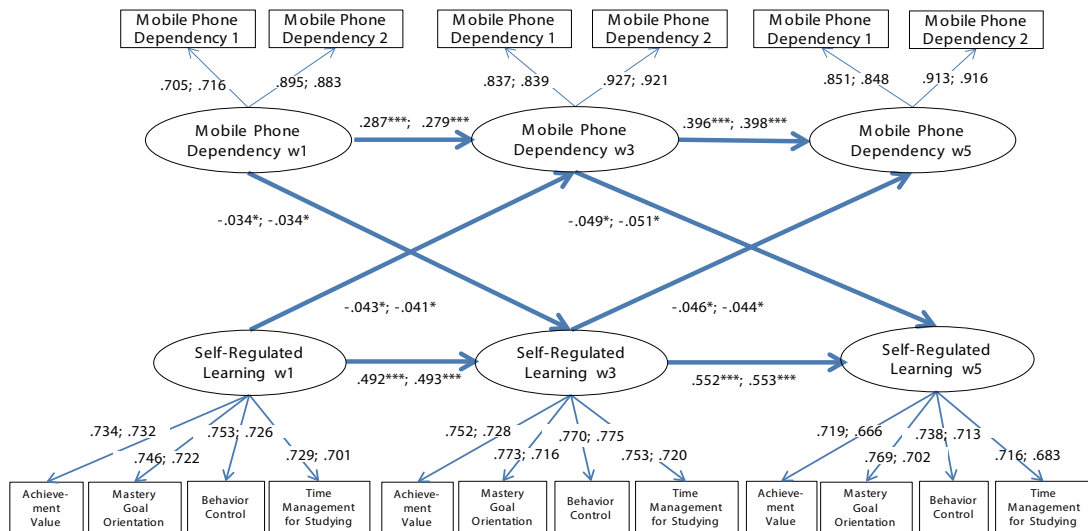 Mobile Phone
Dependency 1
Mobile Phone
Dependency 2
Mobile Phone
Dependency 1
Mobile Phone
Dependency 2
Mobile Phone
Dependency 1
Mobile Phone
Dependency 2
.705; .716
.895; .883
.837; .839
.927; .921
.851; .848
.913; .916
Mobile Phone
Dependency w1
.287***; .279***
Mobile Phone
Dependency w3
.396***; .398***
Mobile Phone
Dependency w5
-.034*; -.034*
-.049*; -.051*
-.043*; -.041*
-.046*; -.044*
Self-Regulated
Learning w1
.492***; .493***
Self-Regulated
Learning w3
.552***; .553***
Self-Regulated
Learning w5
.734; .732
.746; .722
.753; .726
.729; .701
.752; .728
.773; .716
.770; .775
.753; .720
.719; .666
.769; .702
.738; .713
.716; .683
Achieve-
ment
Value
Mastery
Goal
Orientation
Behavior
Control
Time
Management
for Studying
Achieve-
ment
Value
Mastery
Goal
Orientation
Behavior
Control
Time
Management
for Studying
Achieve-
ment
Value
Mastery
Goal
Orientation
Behavior
Control
Time
Management
for Studying